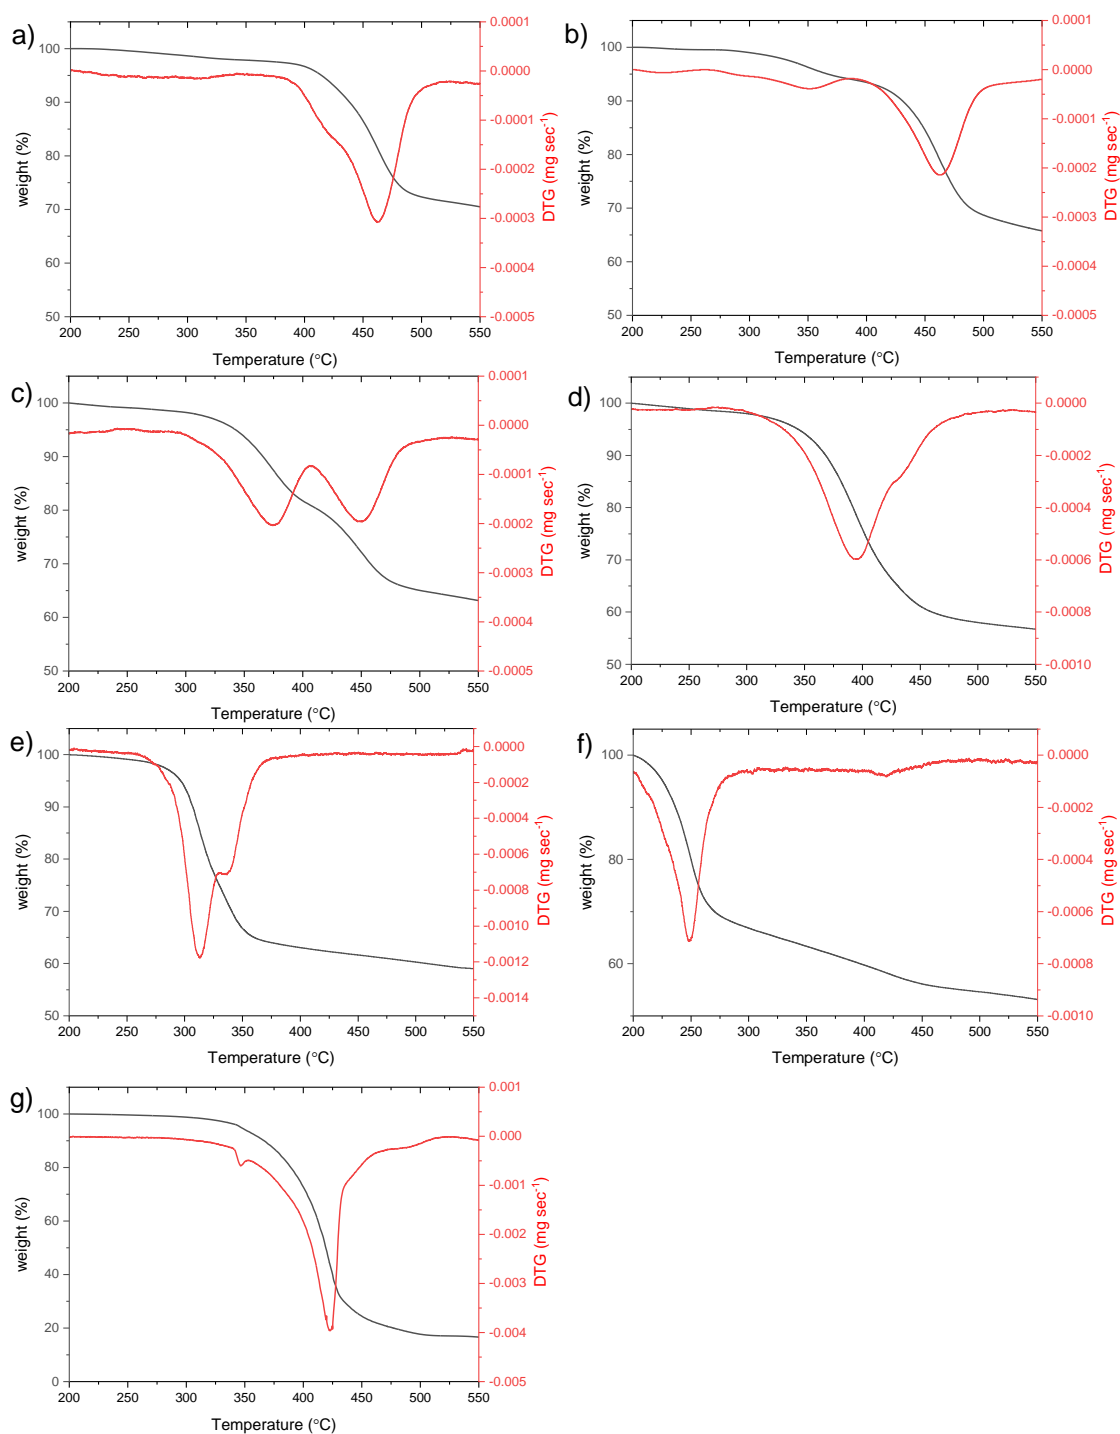 a)
100
90
80
70
60
50
weight (%)
200 250 300 350 400 450 500 550
Temperature (°C)
0.0001
0.0000
-0.0001
-0.0002
-0.0003
-0.0004
-0.0005
DTG (mg sec⁻¹)
b)
100
90
80
70
60
50
weight (%)
200 250 300 350 400 450 500 550
Temperature (°C)
0.0001
0.0000
-0.0001
-0.0002
-0.0003
-0.0004
-0.0005
DTG (mg sec⁻¹)
c)
100
90
80
70
60
50
weight (%)
200 250 300 350 400 450 500 550
Temperature (°C)
0.0001
0.0000
-0.0001
-0.0002
-0.0003
-0.0004
-0.0005
DTG (mg sec⁻¹)
d)
100
90
80
70
60
50
weight (%)
200 250 300 350 400 450 500 550
Temperature (°C)
0.0000
-0.0002
-0.0004
-0.0006
-0.0008
-0.0010
DTG (mg sec⁻¹)
e)
100
90
80
70
60
50
weight (%)
200 250 300 350 400 450 500 550
Temperature (°C)
0.0000
-0.0002
-0.0004
-0.0006
-0.0008
-0.0010
-0.0012
-0.0014
DTG (mg sec⁻¹)
f)
100
90
80
70
60
weight (%)
200 250 300 350 400 450 500 550
Temperature (°C)
0.0000
-0.0002
-0.0004
-0.0006
-0.0008
-0.0010
DTG (mg sec⁻¹)
g)
100
80
60
40
20
0
weight (%)
200 250 300 350 400 450 500 550
Temperature (°C)
0.001
0.000
-0.001
-0.002
-0.003
-0.004
-0.005
DTG (mg sec⁻¹)